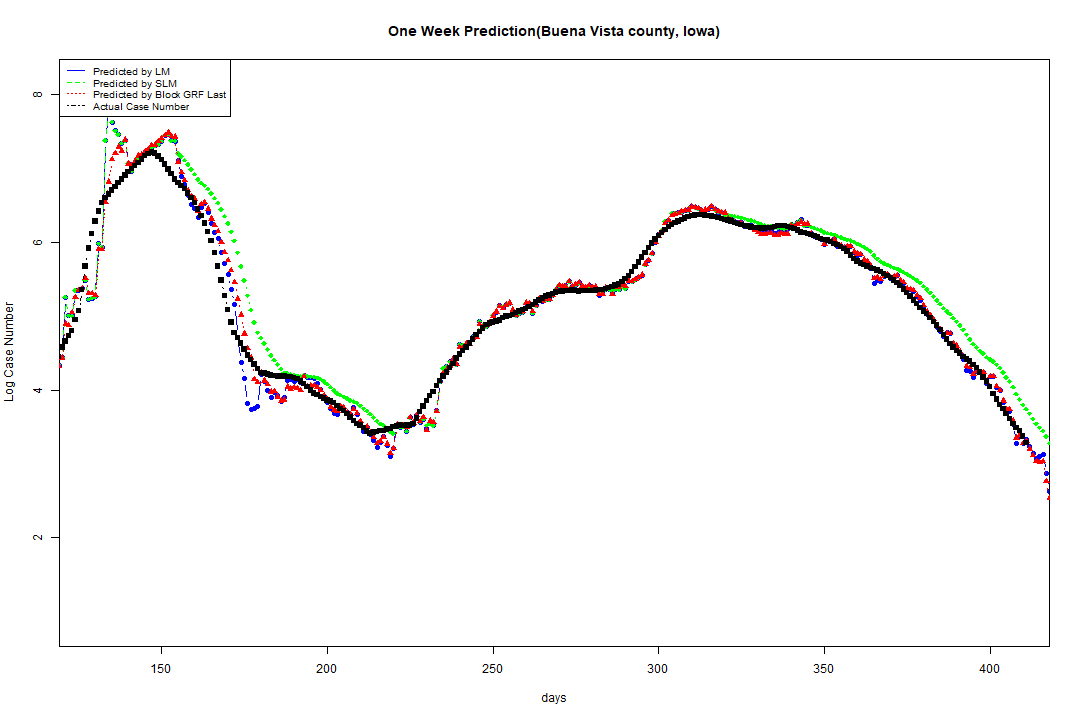 One Week Prediction(Buena Vista county, Iowa)
Predicted by LM
Predicted by SLM
Predicted by Block GRF Last
Actual Case Number
8
6
4
2
Log Case Number
150 200 250 300 350 400
days